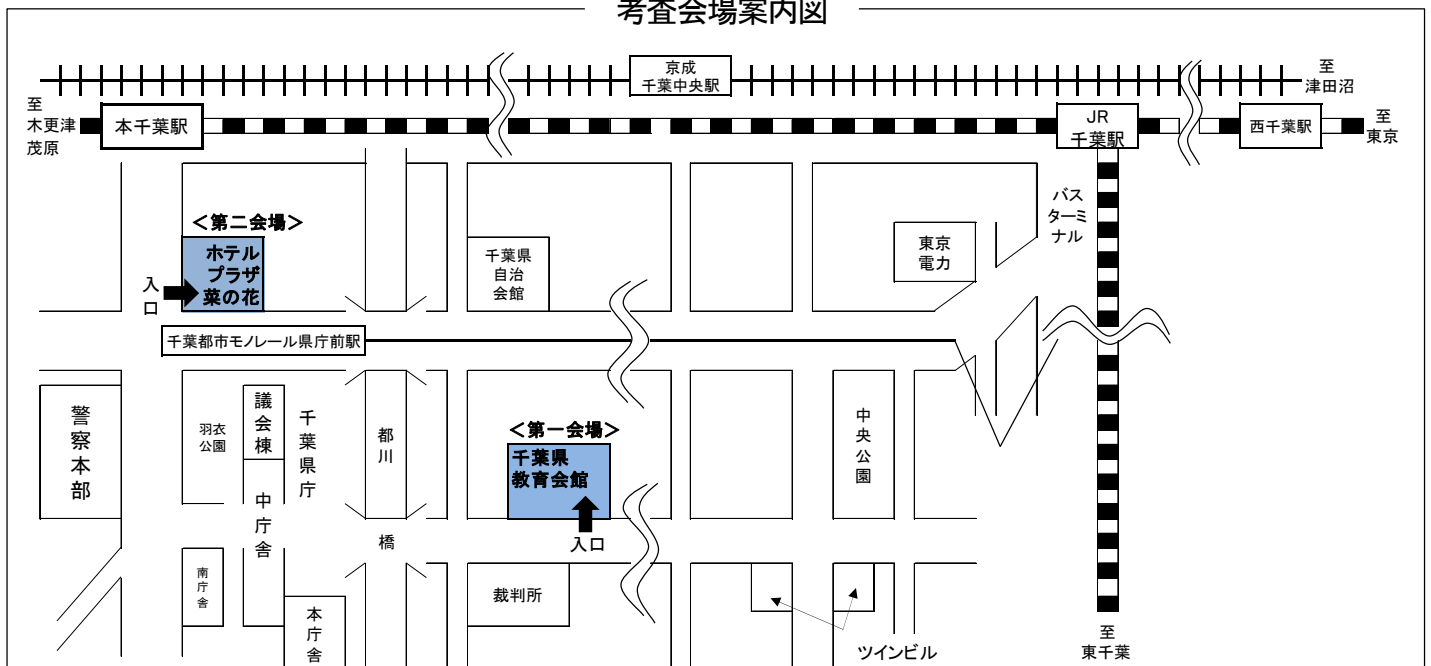 考査会場案内図
京成
千葉中央駅
至
津田沼
至
木更津
茂原
本千葉駅
JR
千葉駅
西千葉駅
至
東京
バス
ターミ
ナル
＜第二会場＞
ホテル
プラザ
菜の花
入
口
千葉県
自治
会館
東京
電力
千葉都市モノレール県庁前駅
警
察
本
部
羽衣
公園
議
会
棟
千
葉
県
庁
都
川
＜第一会場＞
千葉県
教育会館
入口
中
央
公
園
中
庁
舎
橋
南
庁
舎
本
庁
舎
裁判所
ツインビル
至
東千葉